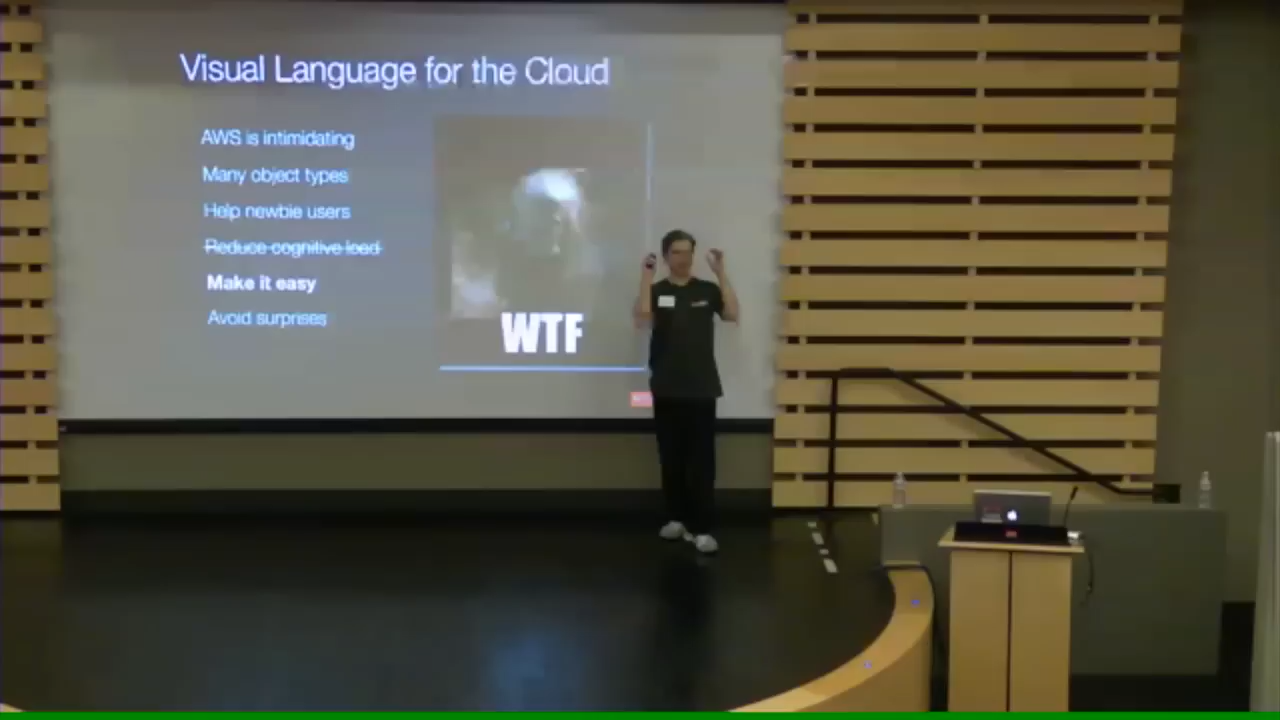 Visual Language for the Cloud
AWS is intimidating
Many object types
Help newbie users
Reduce cognitive load
Make it easy
Avoid surprises
WTF